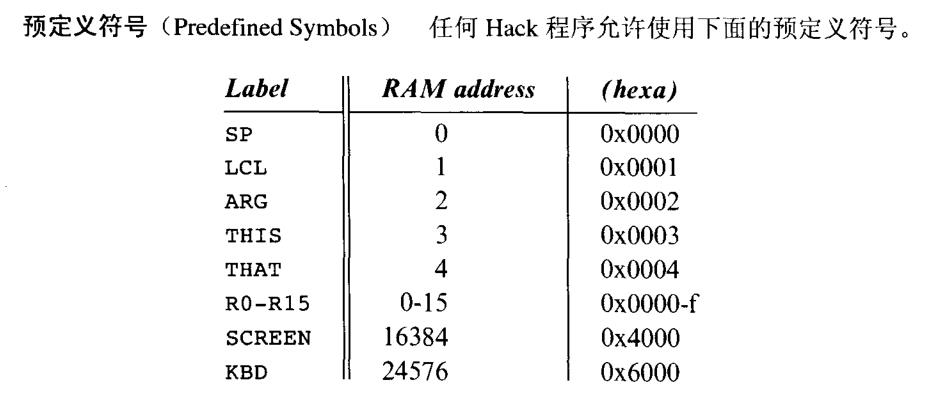 预定义符号（Predefined Symbols） 任何 Hack 程序允许使用下面的预定义符号。
Label RAM address (hexa)
SP 0 0x0000
LCL 1 0x0001
ARG 2 0x0002
THIS 3 0x0003
THAT 4 0x0004
R0-R15 0-15 0x0000-f
SCREEN 16384 0x4000
KBD 24576 0x6000